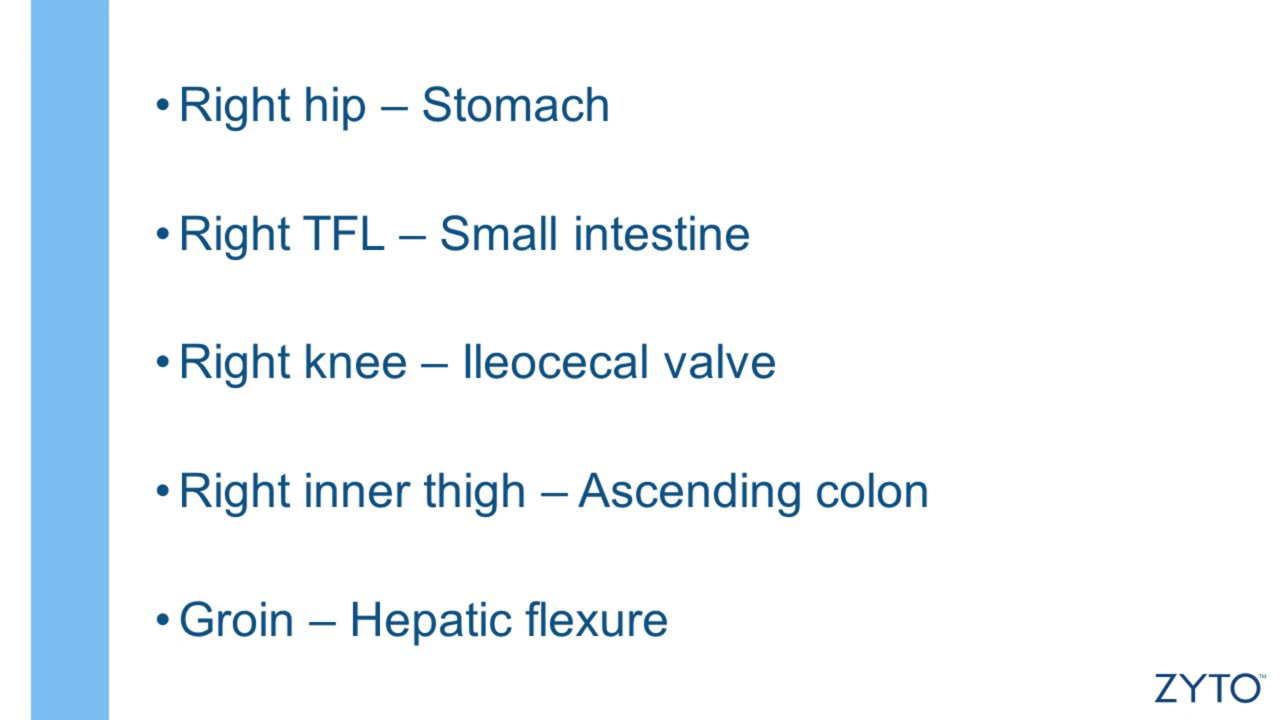 • Right hip – Stomach
• Right TFL – Small intestine
• Right knee – Ileocecal valve
• Right inner thigh – Ascending colon
• Groin – Hepatic flexure
ZYTO™